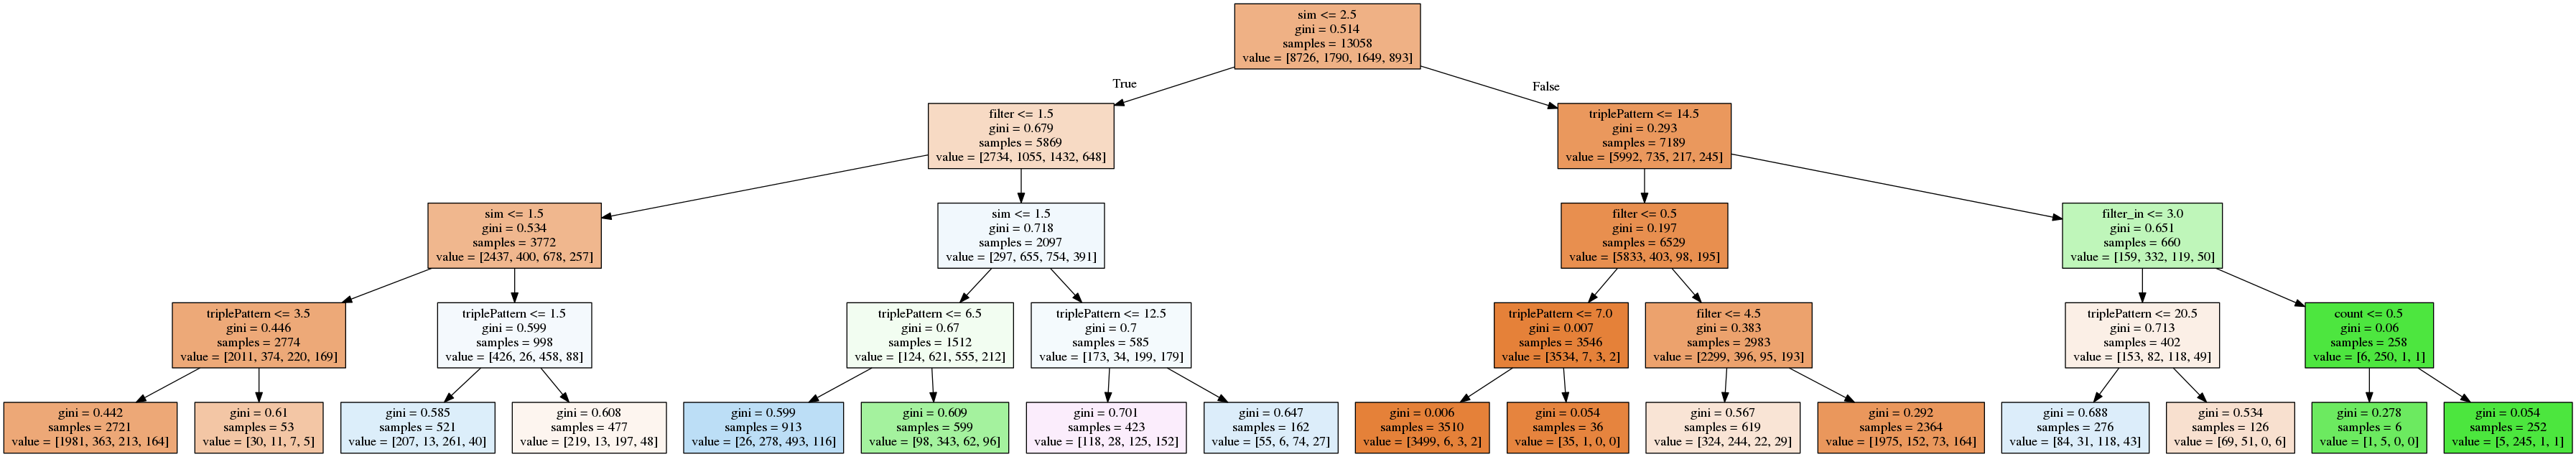 sim <= 2.5
gini = 0.514
samples = 13058
value = [8726, 1790, 1649, 893]
True
False
filter <= 1.5
gini = 0.679
samples = 5869
value = [2734, 1055, 1432, 648]
triplePattern <= 14.5
gini = 0.293
samples = 7189
value = [5992, 735, 217, 245]
sim <= 1.5
gini = 0.534
samples = 3772
value = [2437, 400, 678, 257]
sim <= 1.5
gini = 0.718
samples = 2097
value = [297, 655, 754, 391]
filter <= 0.5
gini = 0.197
samples = 6529
value = [5833, 403, 98, 195]
filter_in <= 3.0
gini = 0.651
samples = 660
value = [159, 332, 119, 50]
triplePattern <= 3.5
gini = 0.446
samples = 2774
value = [2011, 374, 220, 169]
triplePattern <= 1.5
gini = 0.599
samples = 998
value = [426, 26, 458, 88]
triplePattern <= 6.5
gini = 0.67
samples = 1512
value = [124, 621, 555, 212]
triplePattern <= 12.5
gini = 0.7
samples = 585
value = [173, 34, 199, 179]
triplePattern <= 7.0
gini = 0.007
samples = 3546
value = [3534, 7, 3, 2]
filter <= 4.5
gini = 0.383
samples = 2983
value = [2299, 396, 95, 193]
triplePattern <= 20.5
gini = 0.713
samples = 402
value = [153, 82, 118, 49]
count <= 0.5
gini = 0.06
samples = 258
value = [6, 250, 1, 1]
gini = 0.442
samples = 2721
value = [1981, 363, 213, 164]
gini = 0.61
samples = 53
value = [30, 11, 7, 5]
gini = 0.585
samples = 521
value = [207, 13, 261, 40]
gini = 0.608
samples = 477
value = [219, 13, 197, 48]
gini = 0.599
samples = 913
value = [26, 278, 493, 116]
gini = 0.609
samples = 599
value = [98, 343, 62, 96]
gini = 0.701
samples = 423
value = [118, 28, 125, 152]
gini = 0.647
samples = 162
value = [55, 6, 74, 27]
gini = 0.006
samples = 3510
value = [3499, 6, 3, 2]
gini = 0.054
samples = 36
value = [35, 1, 0, 0]
gini = 0.567
samples = 619
value = [324, 244, 22, 29]
gini = 0.292
samples = 2364
value = [1975, 152, 73, 164]
gini = 0.688
samples = 276
value = [84, 31, 118, 43]
gini = 0.534
samples = 126
value = [69, 51, 0, 6]
gini = 0.278
samples = 6
value = [1, 5, 0, 0]
gini = 0.054
samples = 252
value = [5, 245, 1, 1]